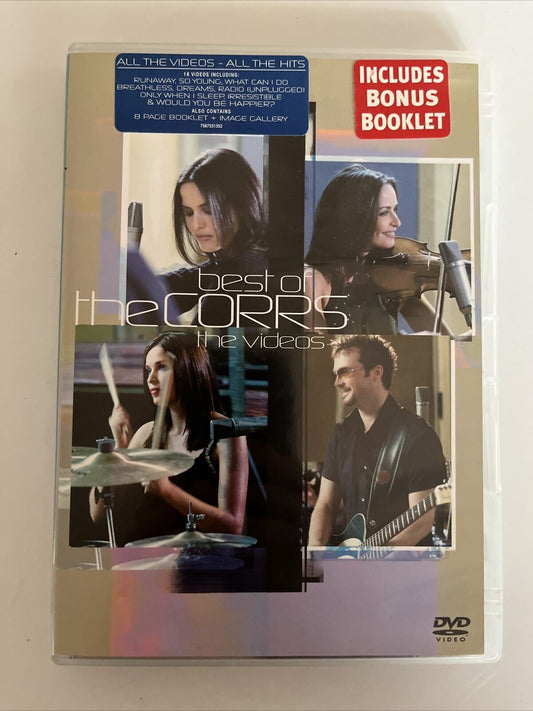 ALL THE VIDEOS - ALL THE HITS
18 VIDEOS INCLUDING:
RUNAWAY, SO YOUNG, WHAT CAN I DO
BREATHLESS, DREAMS, RADIO (UNPLUGGED)
ONLY WHEN I SLEEP, IRRESISTIBLE
& WOULD YOU BE HAPPIER?
ALSO CONTAINS
8 PAGE BOOKLET + IMAGE GALLERY
7567931352
INCLUDES
BONUS
BOOKLET
best of
theCORRS
the videos
DVD
VIDEO